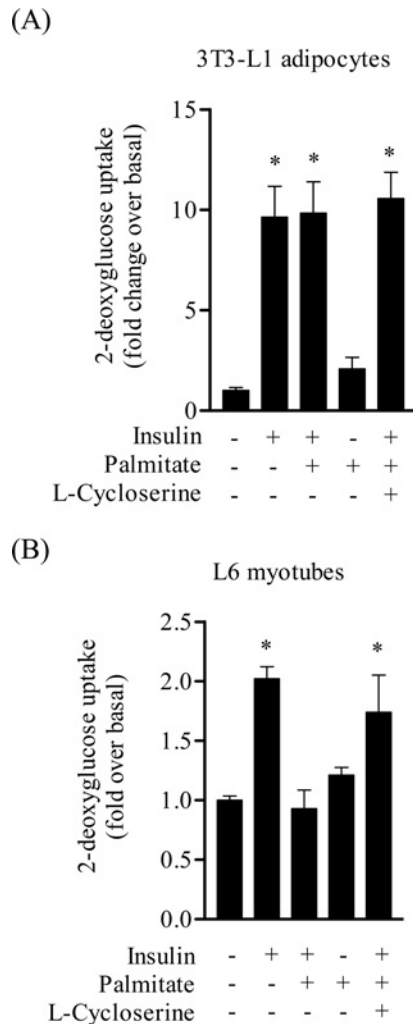 (A)
3T3-L1 adipocytes
2-deoxyglucose uptake
(fold change over basal)
15
10
5
0
* * *
Insulin - + + - +
Palmitate - - + + +
L-Cycloserine - - - - +
(B)
L6 myotubes
2-deoxyglucose uptake
(fold over basal)
2.5
2.0
1.5
1.0
0.5
0.0
* *
Insulin - + + - +
Palmitate - - + + +
L-Cycloserine - - - - +